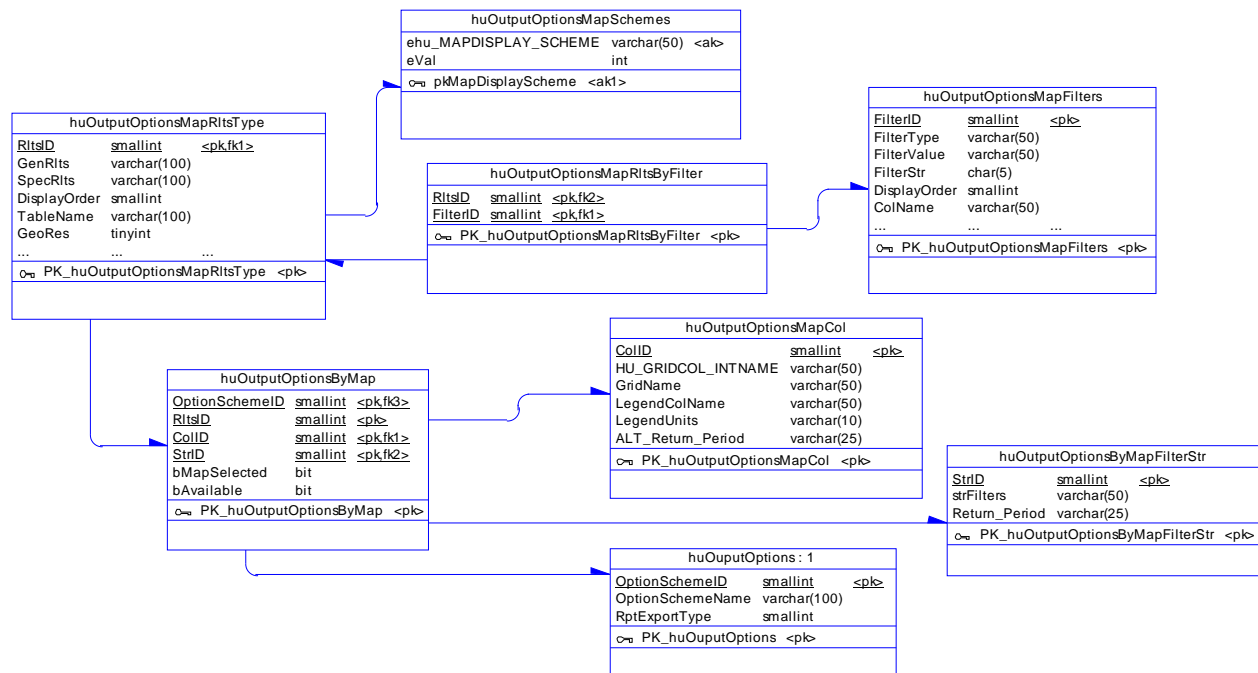 huOutputOptionsMapSchemes
ehu_MAPDISPLAY_SCHEME varchar(50) <ak>
eVal int
pkMapDisplayScheme <ak1>
huOutputOptionsMapFilters
FilterID smallint <pk>
FilterType varchar(50)
FilterValue varchar(50)
FilterStr char(5)
DisplayOrder smallint
ColName varchar(50)
... ... ...
PK_huOutputOptionsMapFilters <pk>
huOutputOptionsMapRltsType
RltsID smallint <pk,fk1>
GenRlts varchar(100)
SpecRlts varchar(100)
DisplayOrder smallint
TableName varchar(100)
GeoRes tinyint
... ... ...
PK_huOutputOptionsMapRltsType <pk>
huOutputOptionsMapRltsByFilter
RltsID smallint <pk,fk2>
FilterID smallint <pk,fk1>
PK_huOutputOptionsMapRltsByFilter <pk>
huOutputOptionsMapCol
ColID smallint <pk>
HU_GRIDCOL_INTNAME varchar(50)
GridName varchar(50)
LegendColName varchar(50)
LegendUnits varchar(10)
ALT_Return_Period varchar(25)
PK_huOutputOptionsMapCol <pk>
huOutputOptionsByMap
OptionSchemeID smallint <pk,fk3>
RltsID smallint <pk>
ColID smallint <pk,fk1>
StrID smallint <pk,fk2>
bMapSelected bit
bAvailable bit
PK_huOutputOptionsByMap <pk>
huOutputOptionsByMapFilterStr
StrID smallint <pk>
strFilters varchar(50)
Return_Period varchar(25)
PK_huOutputOptionsByMapFilterStr <pk>
huOuputOptions : 1
OptionSchemeID smallint <pk>
OptionSchemeName varchar(100)
RptExportType smallint
PK_huOuputOptions <pk>